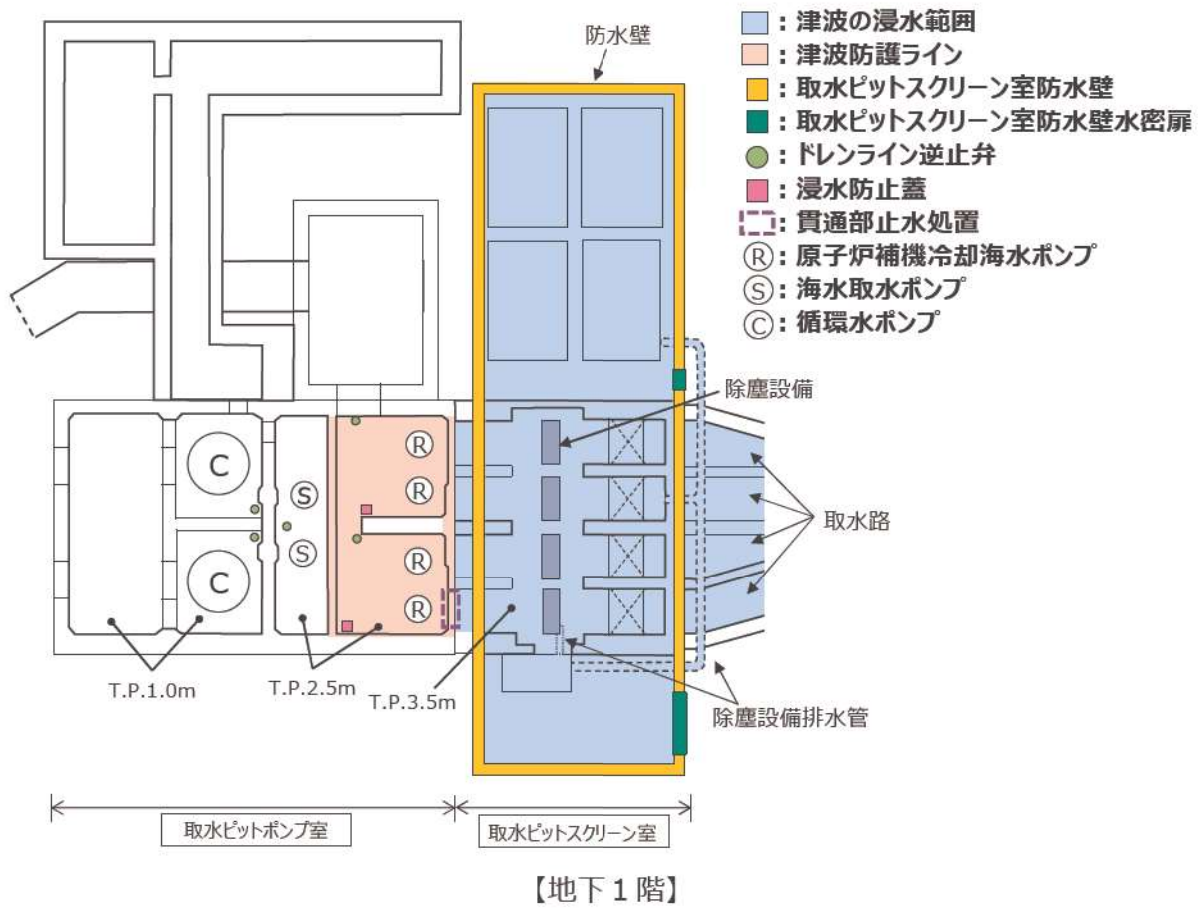 防水壁
：津波の浸水範囲
：津波防護ライン
：取水ピットスクリーン室防水壁
：取水ピットスクリーン室防水壁水密扉
：ドレンライン逆止弁
：浸水防止蓋
：貫通部止水処置
Ⓡ：原子炉補機冷却海水ポンプ
Ⓢ：海水取水ポンプ
Ⓒ：循環水ポンプ
除塵設備
C
R
S
R
取水路
S
R
C
R
T.P.1.0m
T.P.2.5m
T.P.3.5m
除塵設備排水管
取水ピットポンプ室
取水ピットスクリーン室
【地下１階】